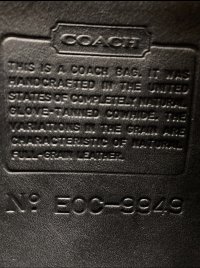 COACH
THIS IS A COACH BAG. IT WAS
HANDCRAFTED IN THE UNITED
STATES OF COMPLETELY NATURAL
GLOVE-TANNED COWHIDE. THE
VARIATIONS IN THE GRAIN ARE
CHARACTERISTIC OF NATURAL
FULL-GRAIN LEATHER.
Nº EOC-9949